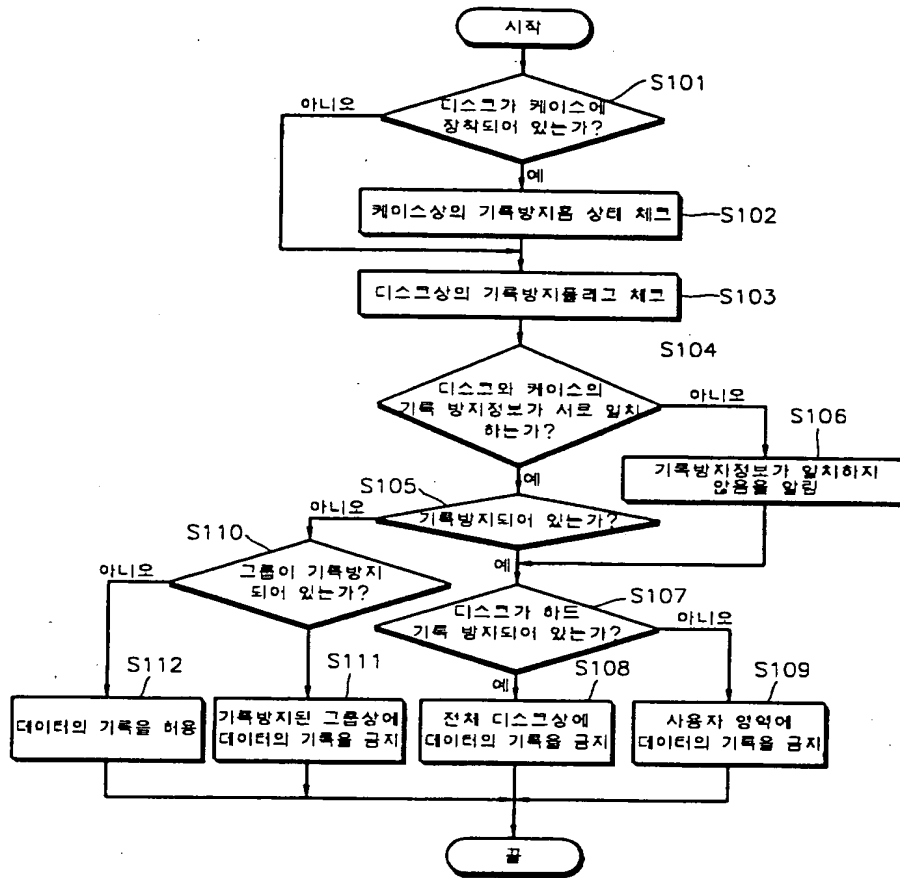 시작
S101
아니오
디스크가 케이스에
장착되어 있는가?
예
케이스상의 기록방지홈 상태 체크
S102
디스크상의 기록방지플래그 체크
S103
S104
디스크와 케이스의
기록 방지정보가 서로 일치
하는가?
아니오
S106
기록방지정보가 일치하지
않음을 알림
예
S105
아니오
기록방지되어 있는가?
S110
예
아니오
그룹이 기록방지
되어 있는가?
S107
디스크가 하드
기록 방지되어 있는가?
아니오
S112
S111
예
S108
S109
데이터의 기록을 허용
기록방지된 그룹상에
데이터의 기록을 금지
전체 디스크상에
데이터의 기록을 금지
사용자 영역에
데이터의 기록을 금지
끝